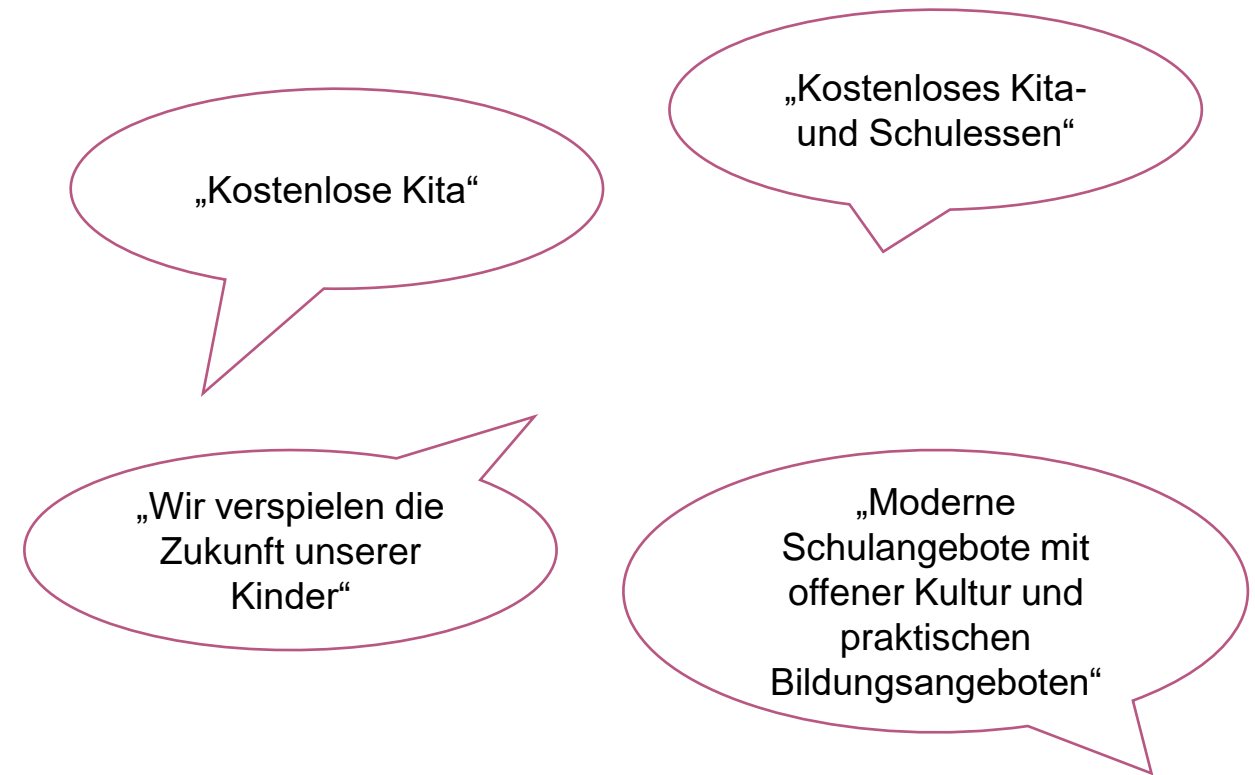 „Kostenlose Kita“
„Kostenloses Kita-
und Schulessen“
„Wir verspielen die
Zukunft unserer
Kinder“
„Moderne
Schulangebote mit
offener Kultur und
praktischen
Bildungsangeboten“